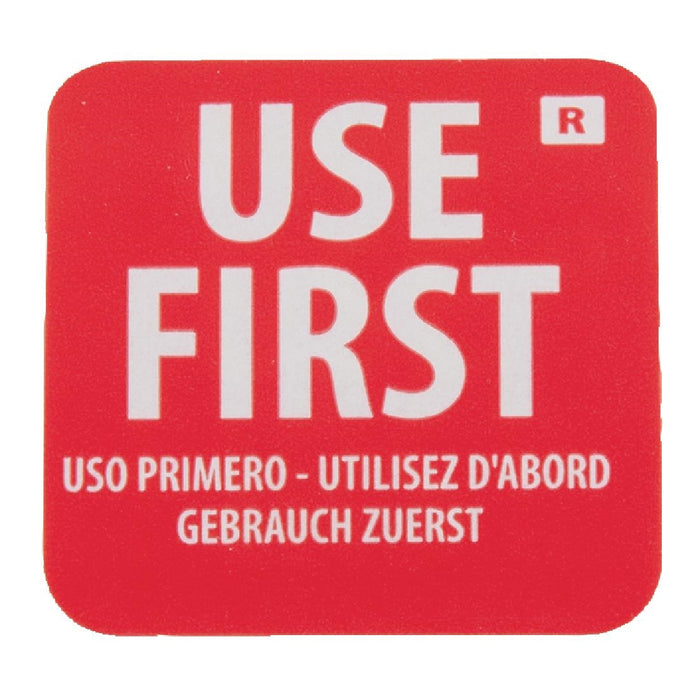 USE
R
FIRST
USO PRIMERO - UTILISEZ D'ABORD
GEBRAUCH ZUERST